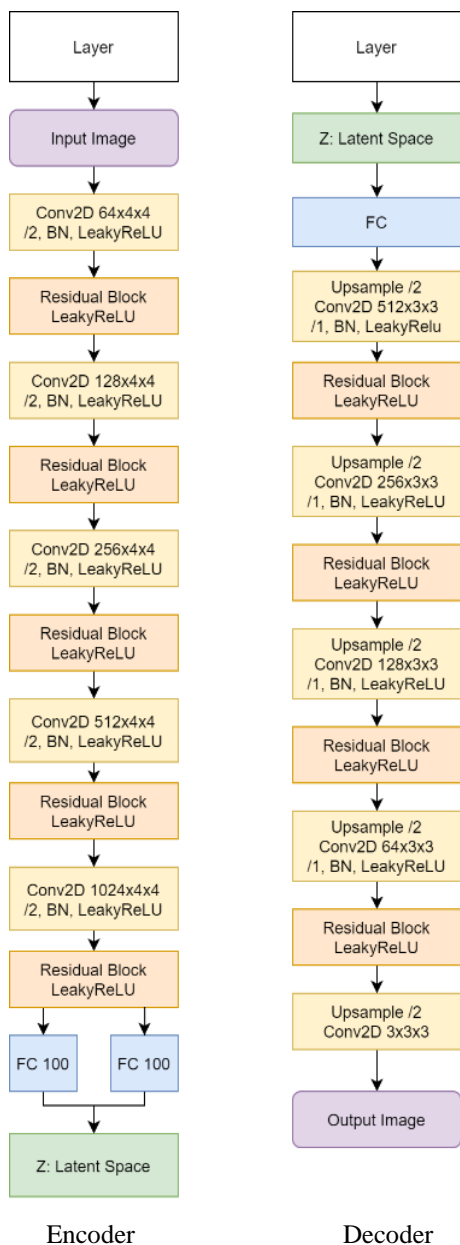 Layer
Input Image
Conv2D 64x4x4
/2, BN, LeakyReLU
Residual Block
LeakyReLU
Conv2D 128x4x4
/2, BN, LeakyReLU
Residual Block
LeakyReLU
Conv2D 256x4x4
/2, BN, LeakyReLU
Residual Block
LeakyReLU
Conv2D 512x4x4
/2, BN, LeakyReLU
Residual Block
LeakyReLU
Conv2D 1024x4x4
/2, BN, LeakyReLU
Residual Block
LeakyReLU
FC 100
FC 100
Z: Latent Space
Encoder
Layer
Z: Latent Space
FC
Upsample /2
Conv2D 512x3x3
/1, BN, LeakyRelu
Residual Block
LeakyReLU
Upsample /2
Conv2D 256x3x3
/1, BN, LeakyReLU
Residual Block
LeakyReLU
Upsample /2
Conv2D 128x3x3
/1, BN, LeakyReLU
Residual Block
LeakyReLU
Upsample /2
Conv2D 64x3x3
/1, BN, LeakyReLU
Residual Block
LeakyReLU
Upsample /2
Conv2D 3x3x3
Output Image
Decoder